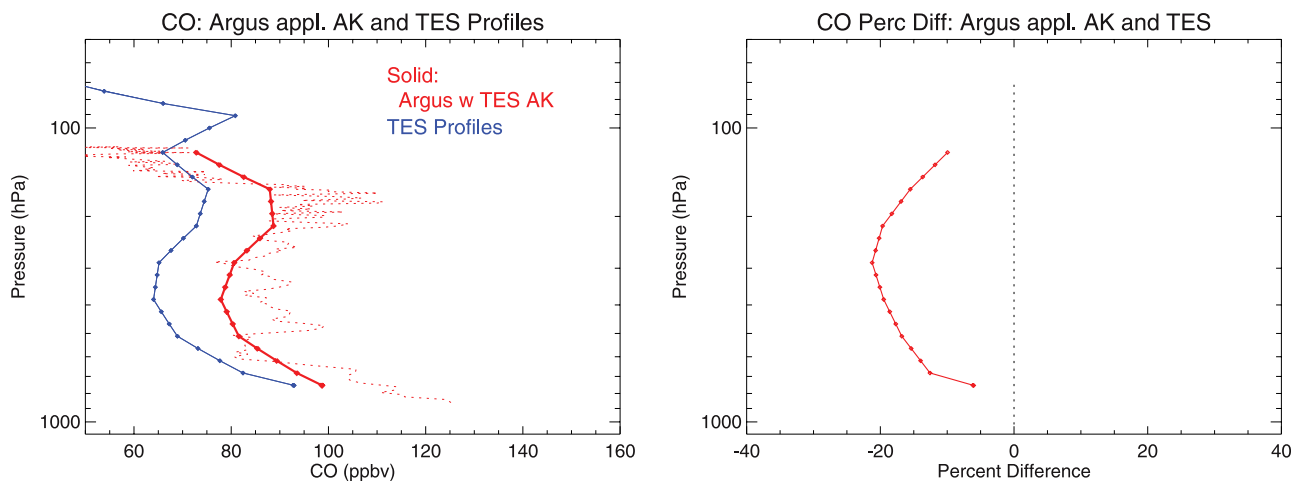 CO: Argus appl. AK and TES Profiles
Solid:
Argus w TES AK
TES Profiles
100
1000
Pressure (hPa)
60 80 100 120 140 160
CO (ppbv)
CO Perc Diff: Argus appl. AK and TES
100
1000
Pressure (hPa)
-40 -20 0 20 40
Percent Difference